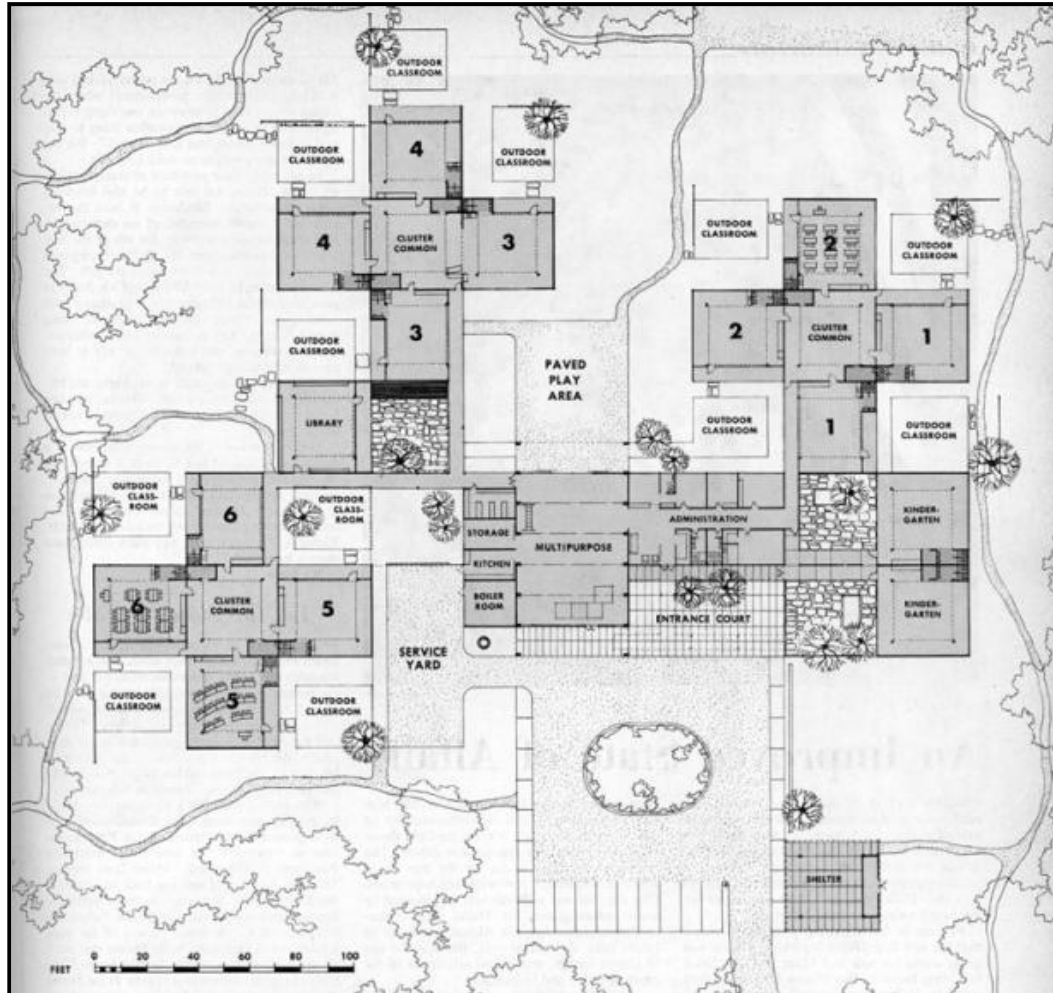 OUTDOOR
CLASSROOM
OUTDOOR
CLASSROOM
4
OUTDOOR
CLASSROOM
4
CLUSTER
COMMON
3
OUTDOOR
CLASSROOM
2
OUTDOOR
CLASSROOM
3
OUTDOOR
CLASSROOM
2
CLUSTER
COMMON
1
PAVED
PLAY
AREA
LIBRARY
OUTDOOR
CLASSROOM
1
OUTDOOR
CLASSROOM
OUTDOOR
CLASS-
ROOM
6
OUTDOOR
CLASS-
ROOM
STORAGE
MULTIPURPOSE
ADMINISTRATION
KINDER-
GARTEN
KITCHEN
6
CLUSTER
COMMON
5
BOILER
ROOM
ENTRANCE COURT
KINDER-
GARTEN
SERVICE
YARD
OUTDOOR
CLASSROOM
5
OUTDOOR
CLASSROOM
SHELTER
FEET
0 20 40 60 80 100